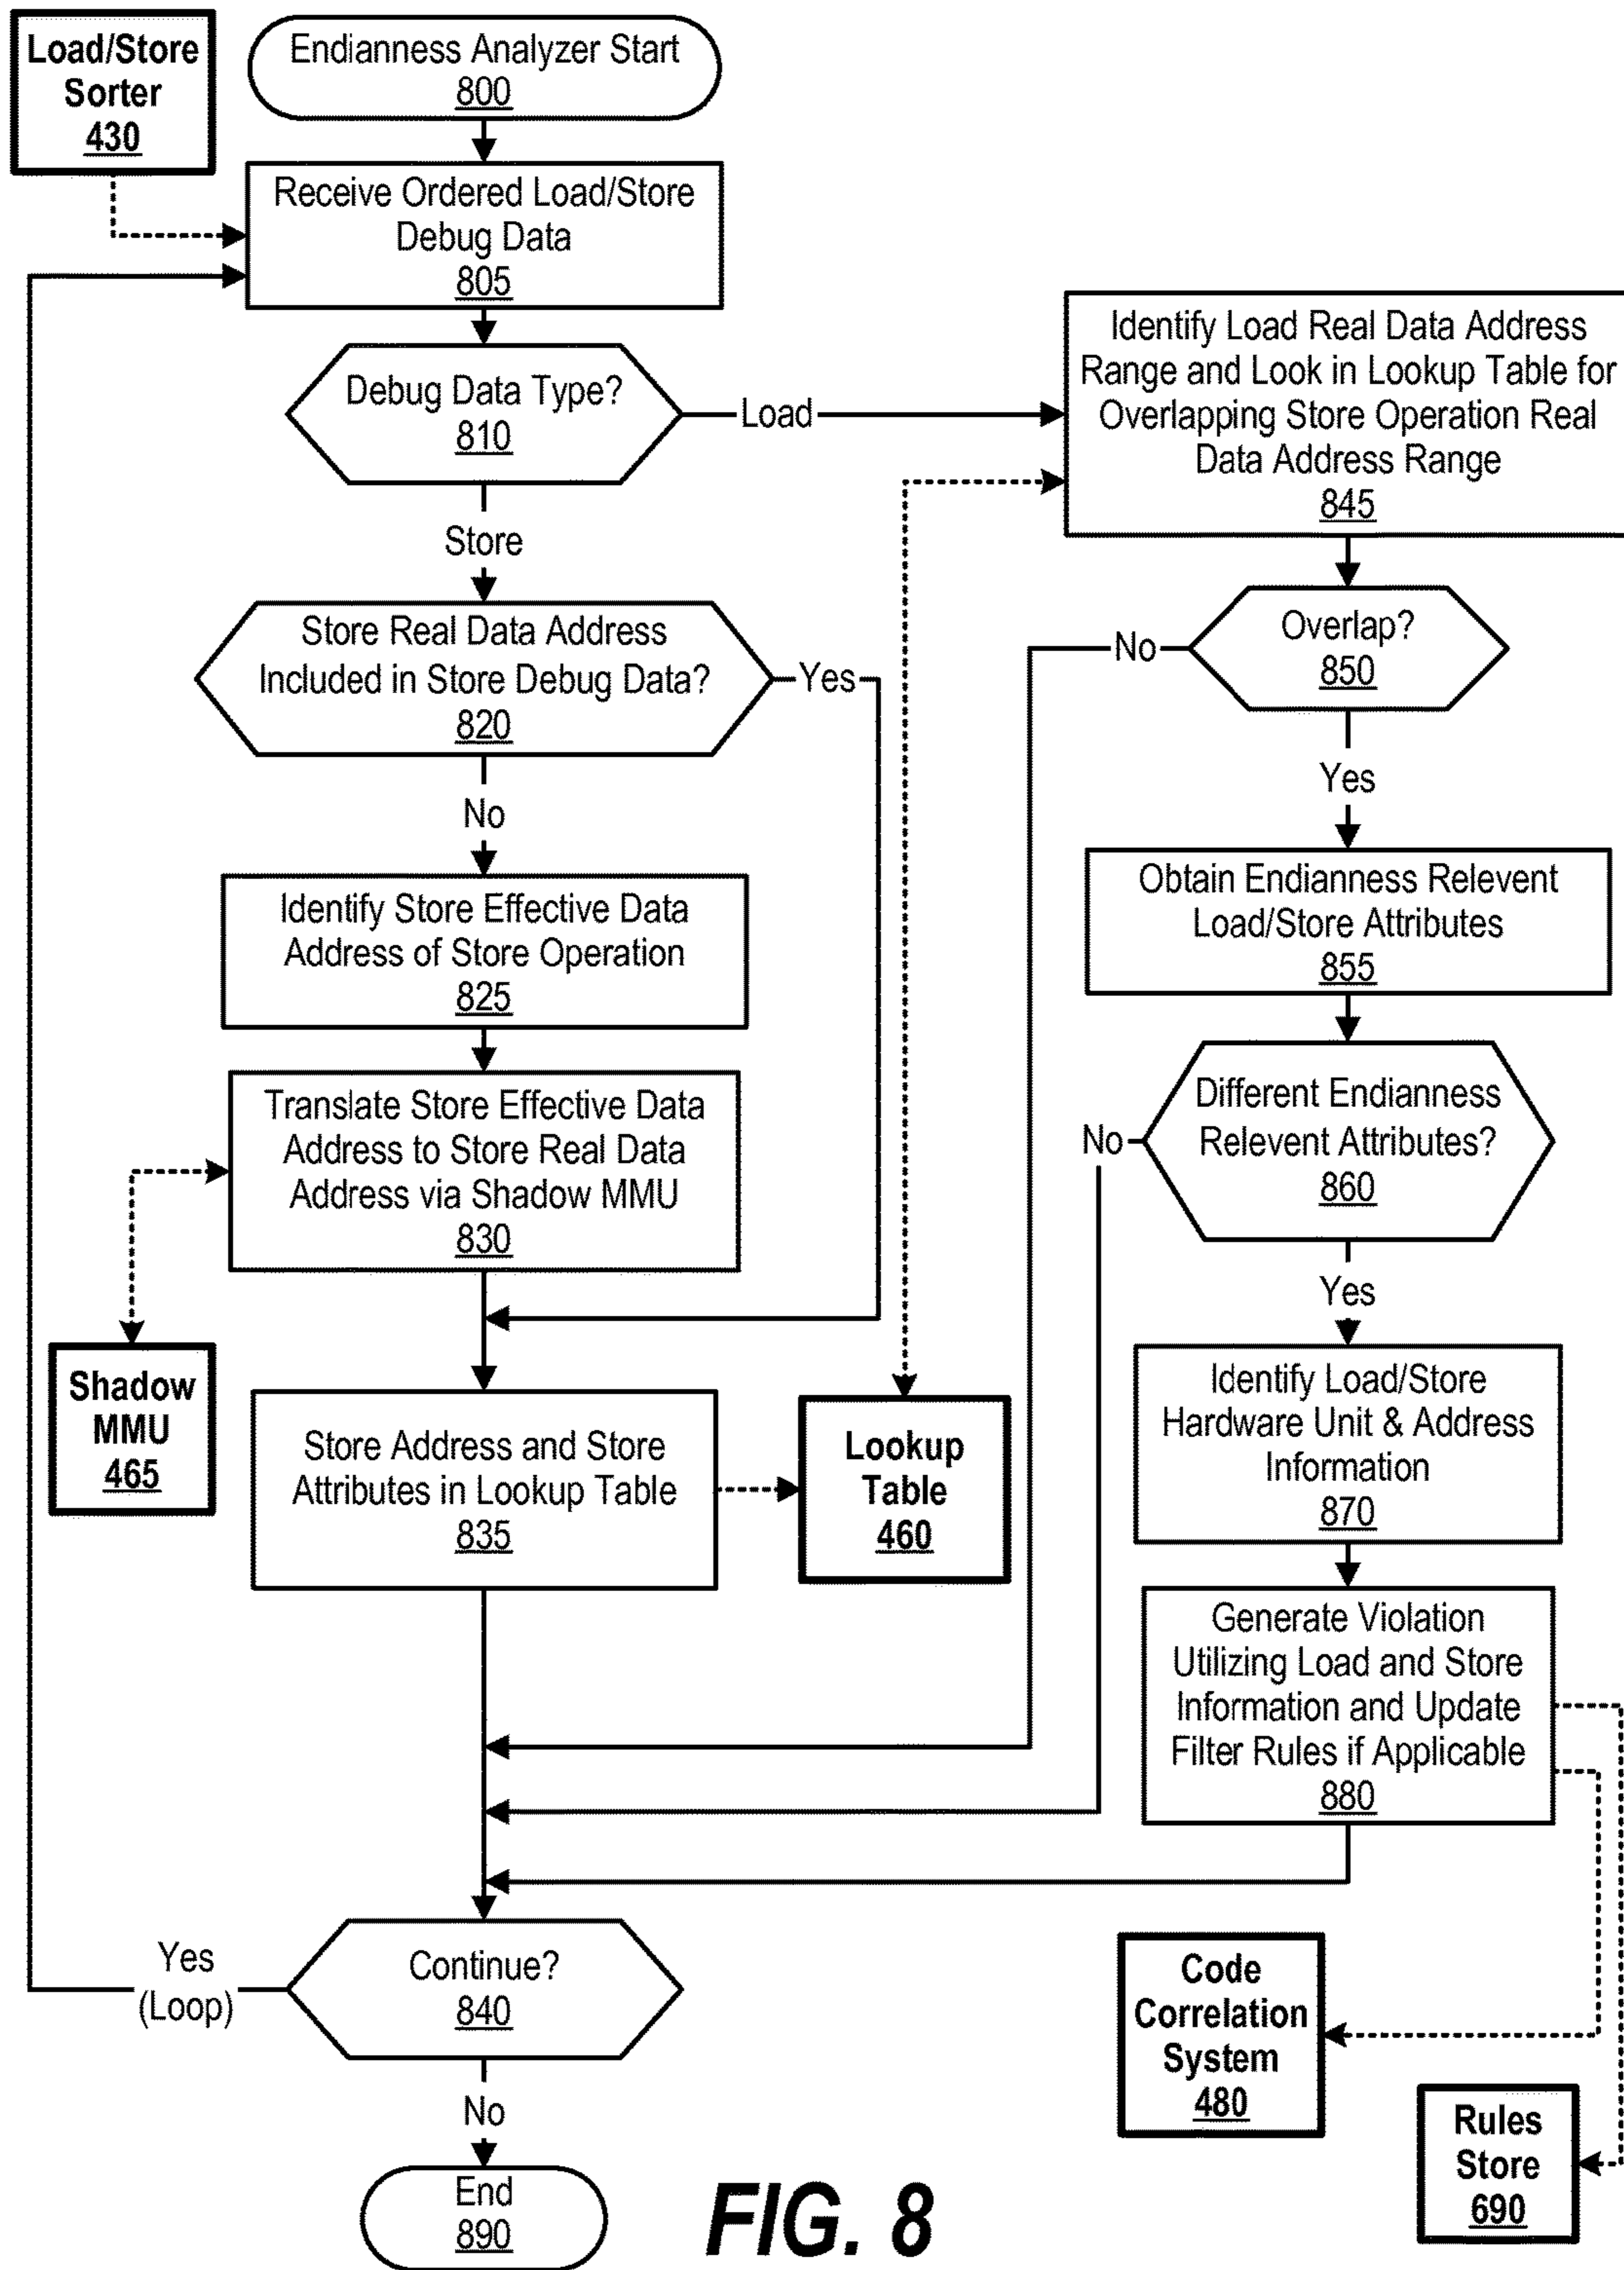 Load/Store
Sorter
430
Endianness Analyzer Start
800
Receive Ordered Load/Store
Debug Data
805
Debug Data Type?
810
Load
Store
Store Real Data Address
Included in Store Debug Data?
820
Yes
No
Identify Store Effective Data
Address of Store Operation
825
Translate Store Effective Data
Address to Store Real Data
Address via Shadow MMU
830
Shadow
MMU
465
Store Address and Store
Attributes in Lookup Table
835
Lookup
Table
460
Identify Load Real Data Address
Range and Look in Lookup Table for
Overlapping Store Operation Real
Data Address Range
845
Overlap?
850
No
Yes
Obtain Endianness Relevent
Load/Store Attributes
855
Different Endianness
Relevent Attributes?
860
No
Yes
Identify Load/Store
Hardware Unit & Address
Information
870
Generate Violation
Utilizing Load and Store
Information and Update
Filter Rules if Applicable
880
Continue?
840
Yes
(Loop)
No
End
890
Code
Correlation
System
480
Rules
Store
690
FIG. 8